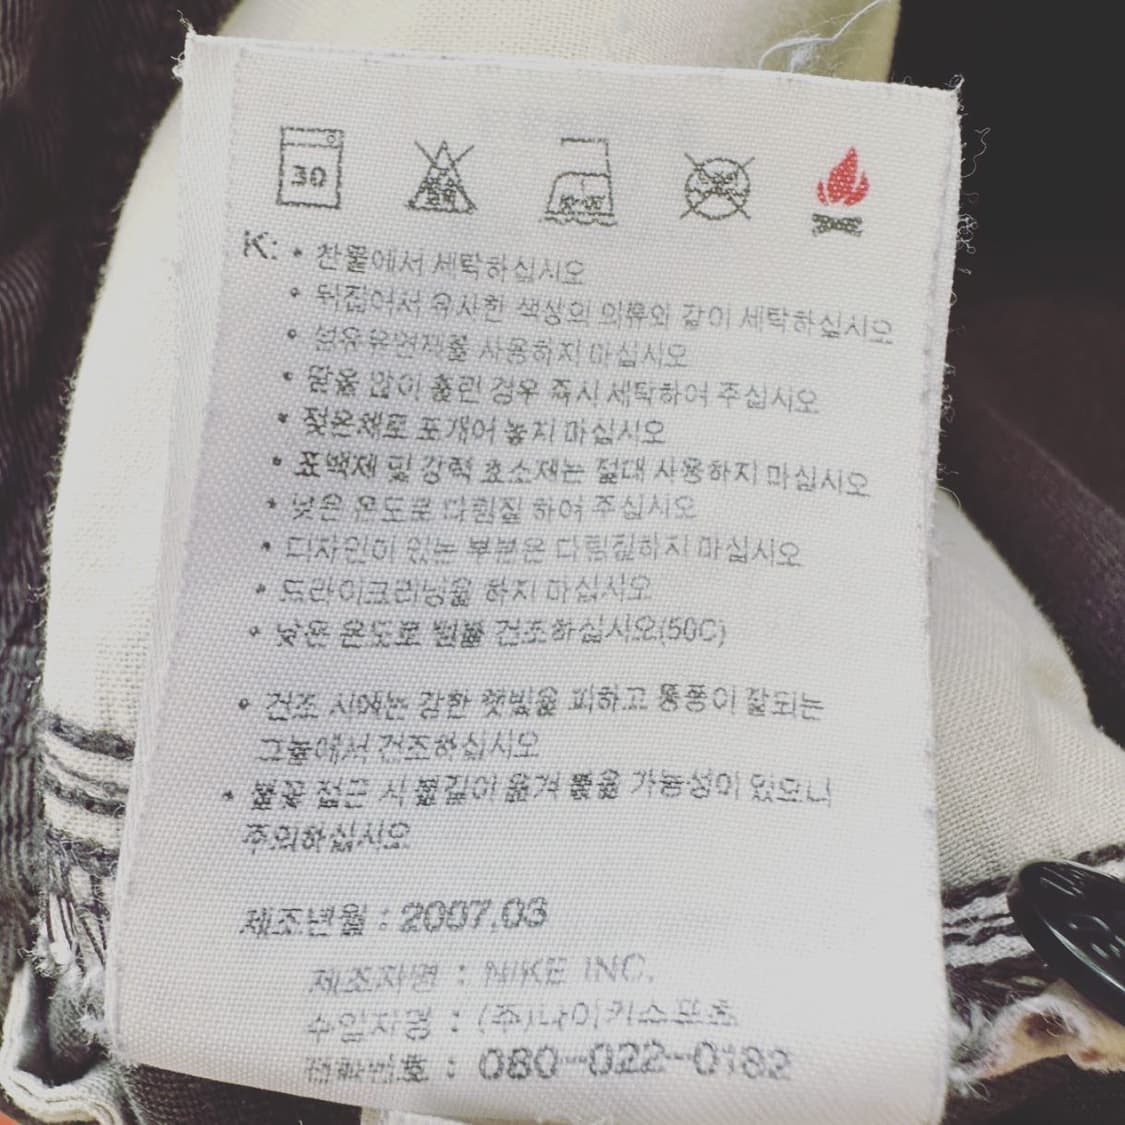 30
K: • 찬물에서 세탁하십시오
• 뒤집어서 유사한 색상의 의류와 같이 세탁하십시오
• 섬유유연제를 사용하지 마십시오
• 땀을 많이 흘린 경우 즉시 세탁하여 주십시오
• 젖은채로 포개어 놓지 마십시오
• 표백제 및 강력 효소제는 절대 사용하지 마십시오
• 낮은 온도로 다림질 하여 주십시오
• 디자인이 있는 부분은 다림질하지 마십시오
• 드라이크리닝을 하지 마십시오
• 낮은 온도로 텀블 건조하십시오(50C)
• 건조 시에는 강한 햇빛을 피하고 통풍이 잘되는
그늘에서 건조하십시오
• 불꽃 접근 시 불길이 옮겨 붙을 가능성이 있으니
주의하십시오
제조년월 : 2007.03
제조자명 : NIKE INC.
수입자명 : (주)나이키스포츠
전화번호 : 080-022-0182